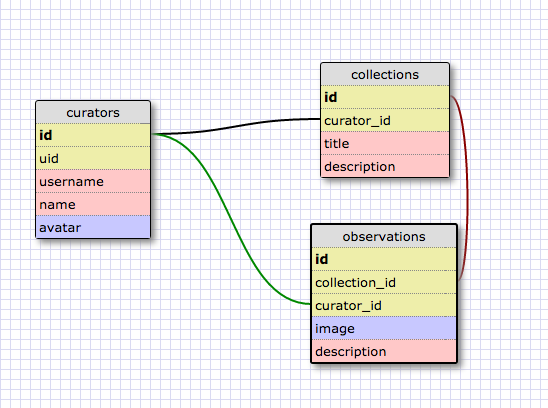 curators
id
uid
username
name
avatar
collections
id
curator_id
title
description
observations
id
collection_id
curator_id
image
description